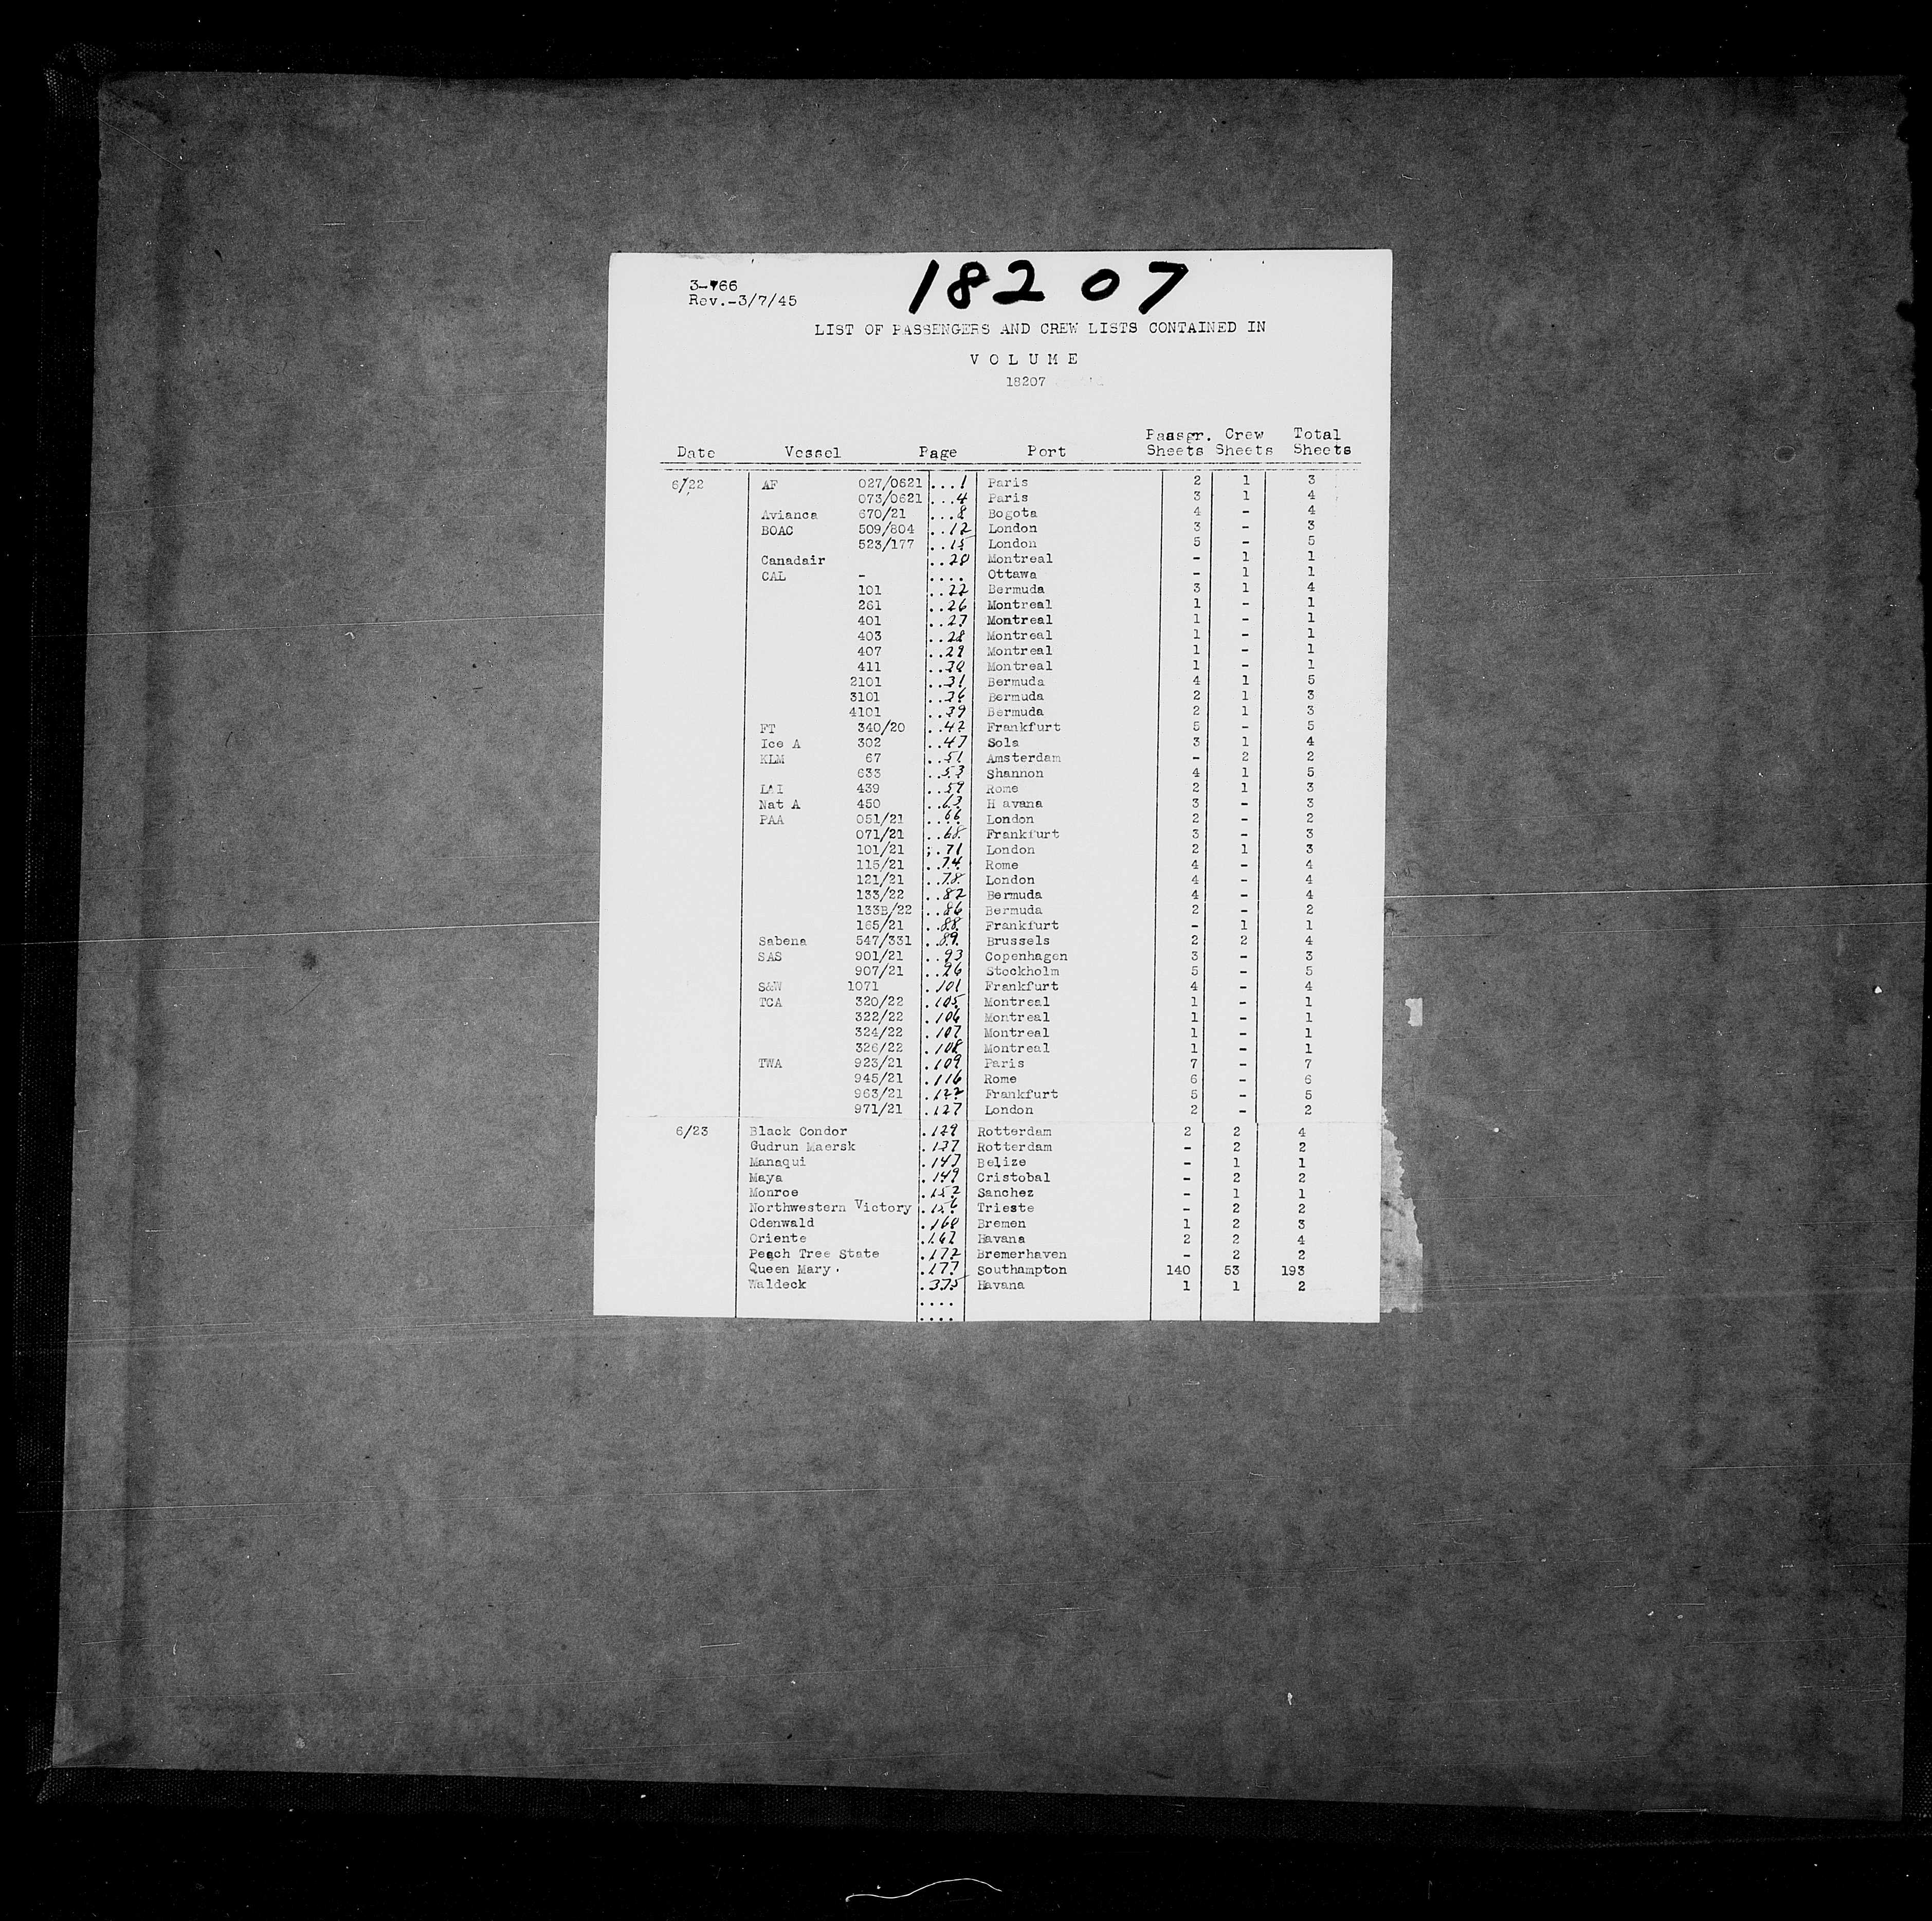 18207
3-766
Rev.-3/7/45
LIST OF PASSENGERS AND CREW LISTS CONTAINED IN
VOLUME
18207
Date Vessel Page Port Passgr. Sheets Crew Sheets Total Sheets
6/22 AF 027/0621 ...1 Paris 2 1 3
073/0621 ...4 Paris 3 1 4
Avianca 670/21 ...8 Bogota 4 - 4
BOAC 509/804 ..12 London 3 - 3
523/177 ..15 London 5 - 5
Canadair ..20 Montreal - 1 1
CAL - .... Ottawa - 1 1
101 ..22 Bermuda 3 1 4
261 ..26 Montreal 1 - 1
401 ..27 Montreal 1 - 1
403 ..28 Montreal 1 - 1
407 ..29 Montreal 1 - 1
411 ..30 Montreal 1 - 1
2101 ..31 Bermuda 4 1 5
3101 ..36 Bermuda 2 1 3
4101 ..39 Bermuda 2 1 3
FT 340/20 ..42 Frankfurt 5 - 5
Ice A 302 ..47 Sola 3 1 4
KLM 67 ..51 Amsterdam - 2 2
633 ..53 Shannon 4 1 5
LAI 439 ..59 Rome 2 1 3
Nat A 450 ..63 H avana 3 - 3
PAA 051/21 ..66 London 2 - 2
071/21 ..68 Frankfurt 3 - 3
101/21 ..71 London 2 1 3
115/21 ..74 Rome 4 - 4
121/21 ..78 London 4 - 4
133/22 ..82 Bermuda 4 - 4
133B/22 ..86 Bermuda 2 - 2
165/21 ..88 Frankfurt - 1 1
Sabena 547/331 ..89 Brussels 2 2 4
SAS 901/21 ..93 Copenhagen 3 - 3
907/21 ..96 Stockholm 5 - 5
S&W 1071 .101 Frankfurt 4 - 4
TCA 320/22 .105 Montreal 1 - 1
322/22 .106 Montreal 1 - 1
324/22 .107 Montreal 1 - 1
326/22 .108 Montreal 1 - 1
TWA 923/21 .109 Paris 7 - 7
945/21 .116 Rome 6 - 6
963/21 .122 Frankfurt 5 - 5
971/21 .127 London 2 - 2
6/23 Black Condor .129 Rotterdam 2 2 4
Gudrun Maersk .137 Rotterdam - 2 2
Managui .147 Belize - 1 1
Maya .149 Cristobal - 2 2
Monroe .152 Sanchez - 1 1
Northwestern Victory .156 Trieste - 2 2
Odenwald .160 Bremen 1 2 3
Oriente .167 Havana 2 2 4
Peach Tree State .172 Bremerhaven - 2 2
Queen Mary. .177 Southampton 140 53 193
Waldeck .375 Havana 1 1 2
....
....